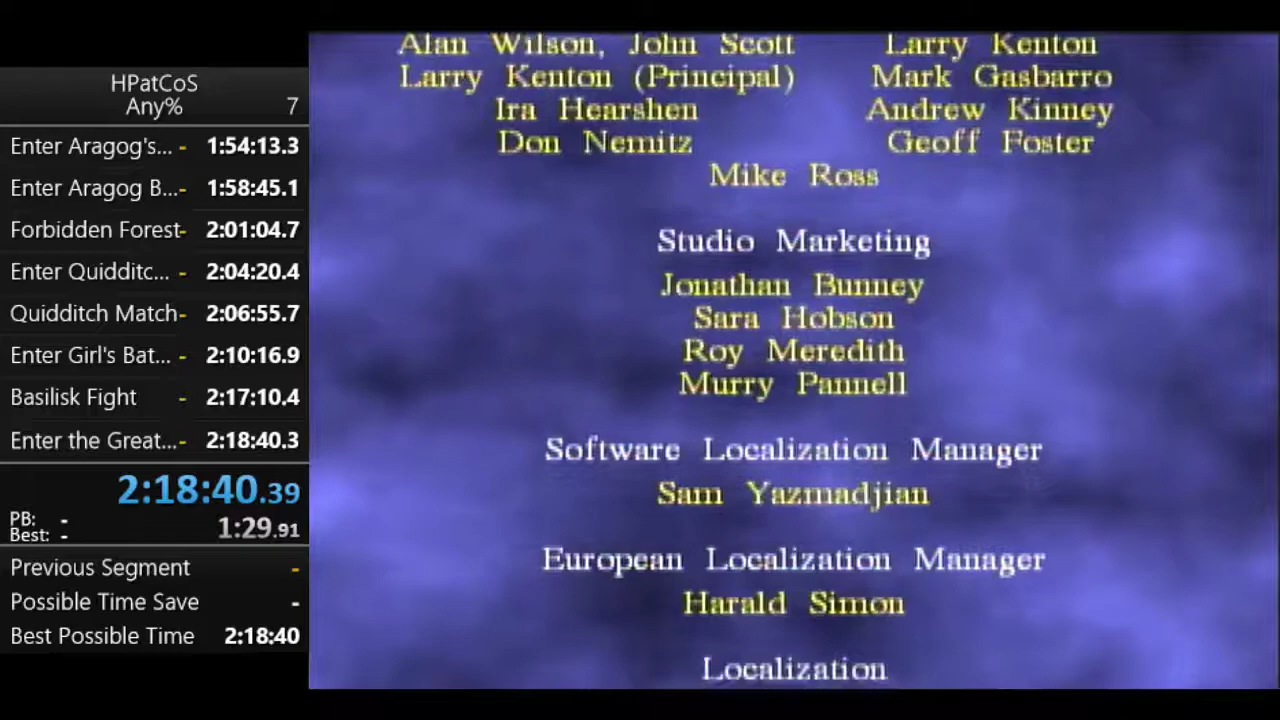 HPatCoS
Any% 7
Enter Aragog's... - 1:54:13.3
Enter Aragog B...- 1:58:45.1
Forbidden Forest- 2:01:04.7
Enter Quidditc... - 2:04:20.4
Quidditch Match- 2:06:55.7
Enter Girl's Bat... - 2:10:16.9
Basilisk Fight - 2:17:10.4
Enter the Great...- 2:18:40.3
2:18:40.39
PB: -
Best: - 1:29.91
Previous Segment -
Possible Time Save -
Best Possible Time 2:18:40
Alan Wilson, John Scott Larry Kenton
Larry Kenton (Principal) Mark Gasbarro
Ira Hearshen Andrew Kinney
Don Nemitz Geoff Foster
Mike Ross
Studio Marketing
Jonathan Bunney
Sara Hobson
Roy Meredith
Murry Pannell
Software Localization Manager
Sam Yazmadjian
European Localization Manager
Harald Simon
Localization